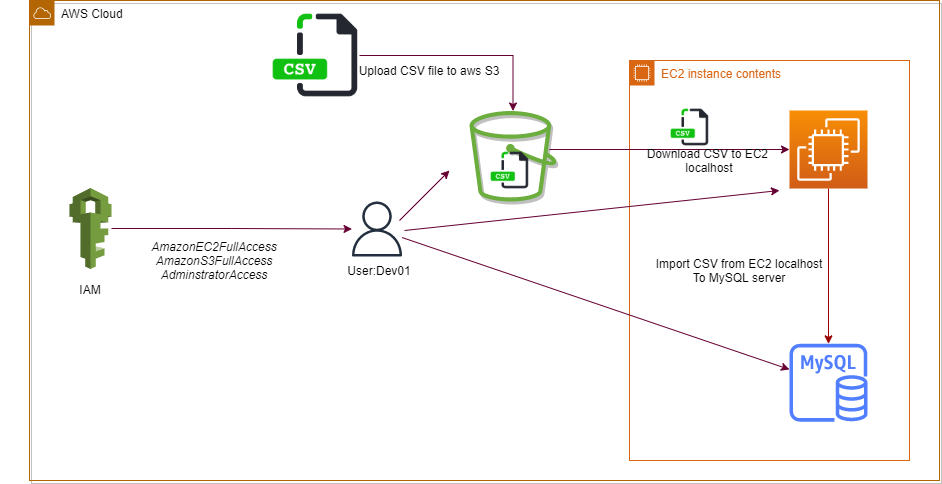 AWS Cloud
CSV
Upload CSV file to aws S3
EC2 instance contents
CSV
CSV
Download CSV to EC2
localhost
AmazonEC2FullAccess
AmazonS3FullAccess
AdminstratorAccess
IAM
User:Dev01
Import CSV from EC2 localhost
To MySQL server
MySQL